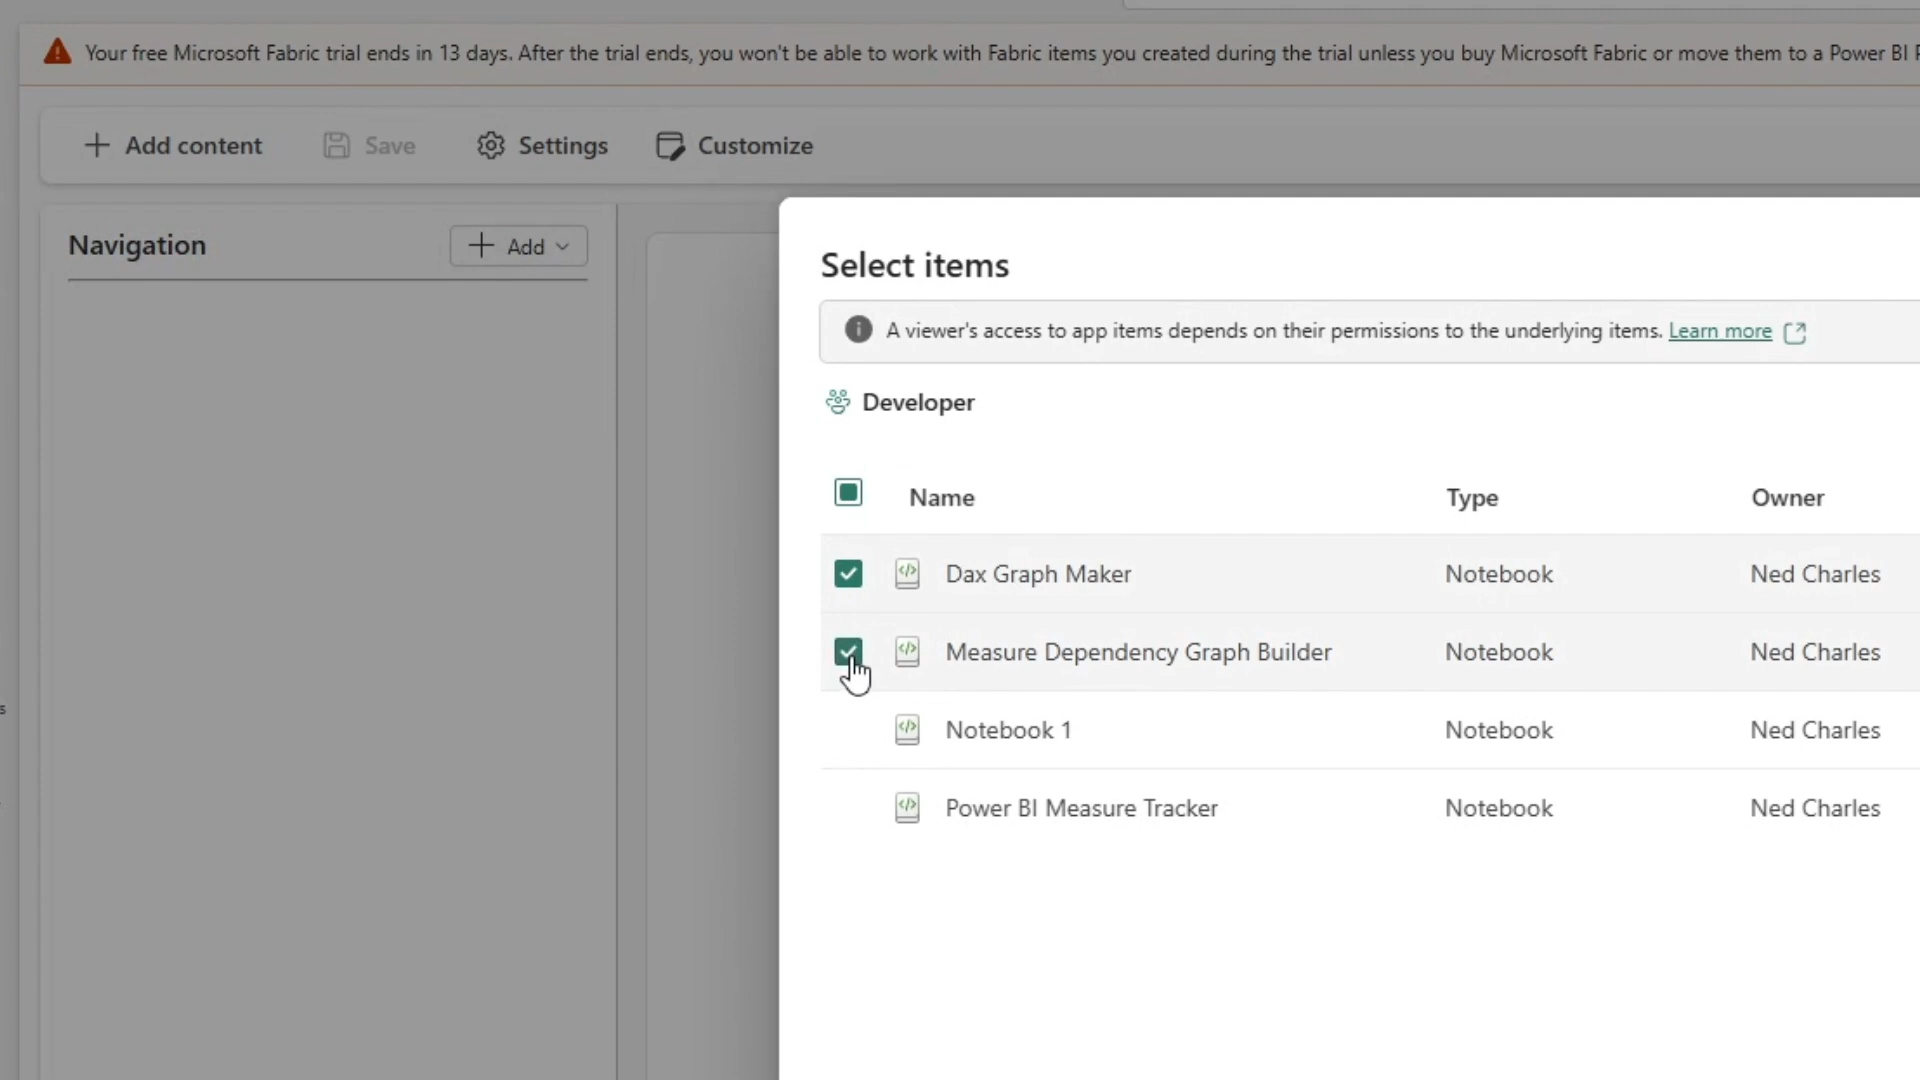 Your free Microsoft Fabric trial ends in 13 days. After the trial ends, you won't be able to work with Fabric items you created during the trial unless you buy Microsoft Fabric or move them to a Power BI
Add content
Save
Settings
Customize
Navigation
Add
Select items
A viewer's access to app items depends on their permissions to the underlying items. Learn more
Developer
Name Type Owner
Dax Graph Maker Notebook Ned Charles
Measure Dependency Graph Builder Notebook Ned Charles
Notebook 1 Notebook Ned Charles
Power BI Measure Tracker Notebook Ned Charles